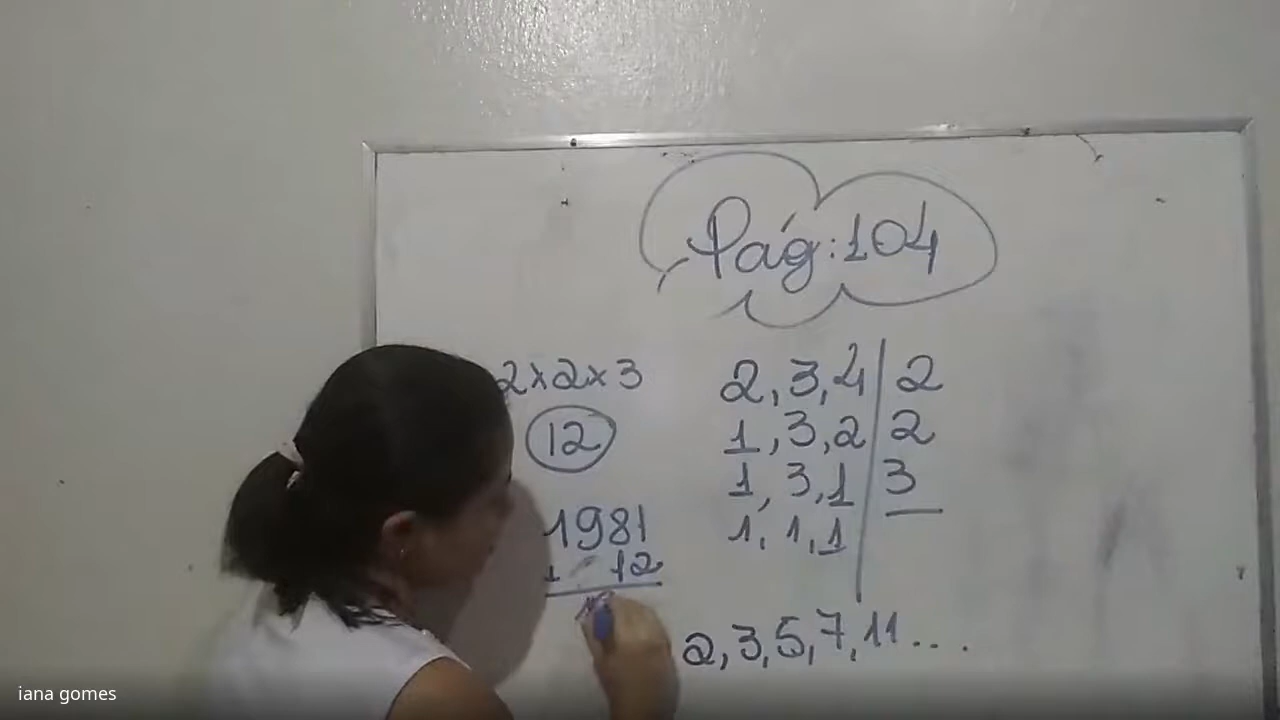 Pág:104
2x2x3
12
1981
1 12
2,3,4 2
1,3,2 2
1,3,1 3
1,1,1
2,3,5,7,11....
iana gomes